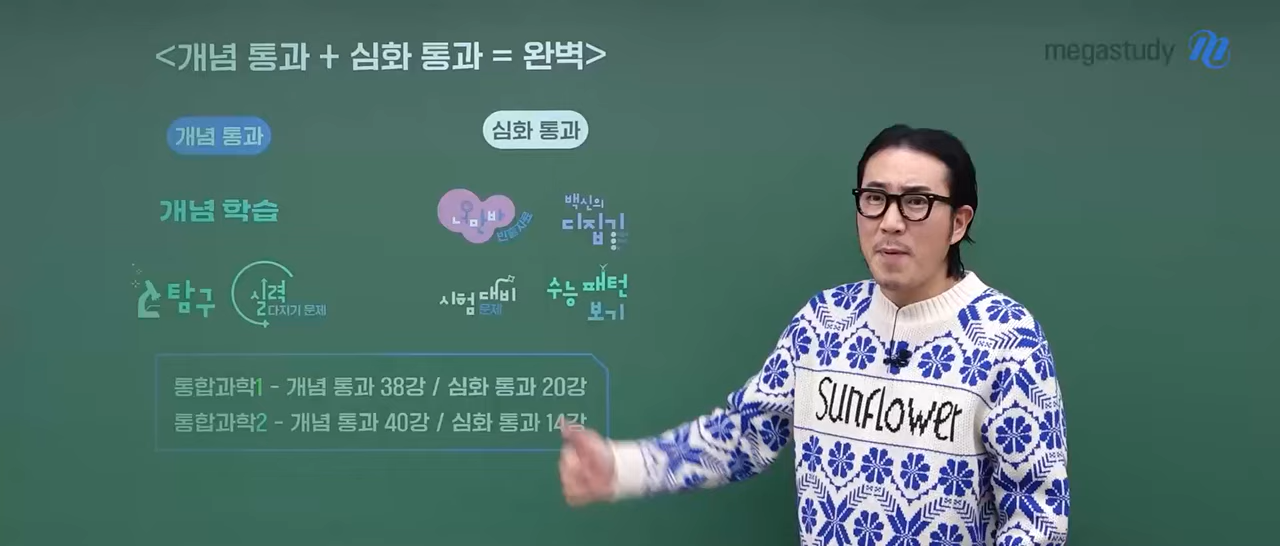 <개념 통과 + 심화 통과 = 완벽>
megastudy
개념 통과
심화 통과
개념 학습
백신의
디집기
탐구
실력
다지기 문제
시험 대비
문제
수능 패턴
보기
통합과학1 - 개념 통과 38강 / 심화 통과 20강
통합과학2 - 개념 통과 40강 / 심화 통과 14강
sunflower